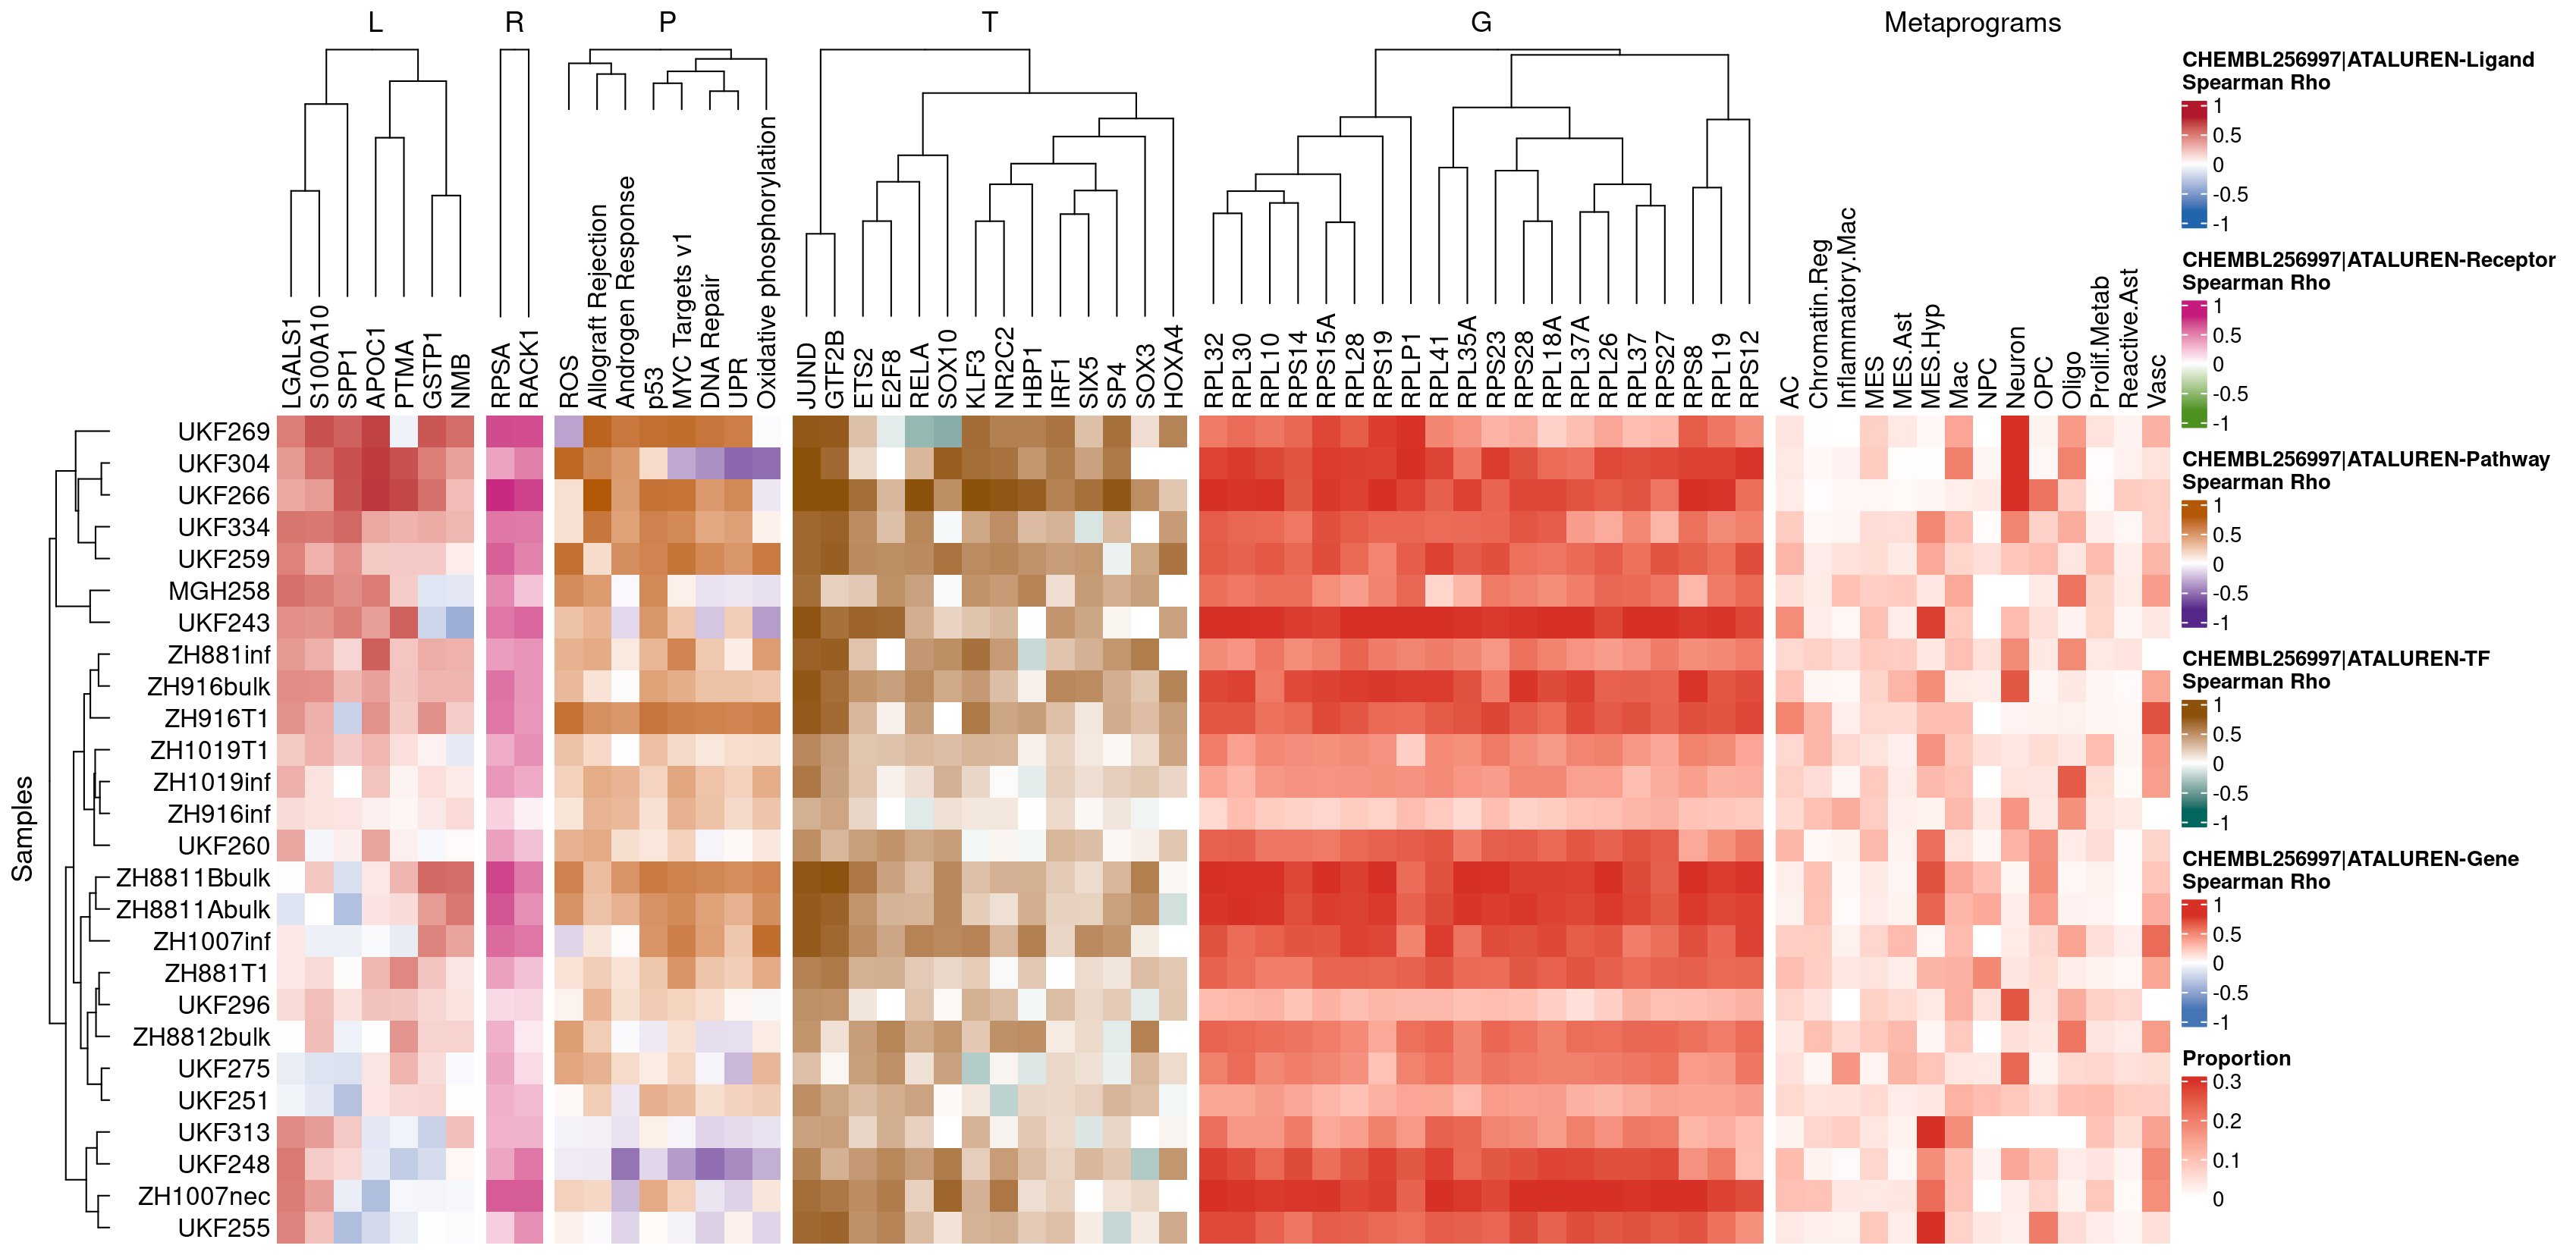 L
R
P
T
G
Metaprograms
LGALS1
S100A10
SPP1
APOC1
PTMA
GSTP1
NMB
RPSA
RACK1
ROS
Allograft Rejection
Androgen Response
p53
MYC Targets v1
DNA Repair
UPR
Oxidative phosphorylation
JUND
GTF2B
ETS2
E2F8
RELA
SOX10
KLF3
NR2C2
HBP1
IRF1
SIX5
SP4
SOX3
HOXA4
RPL32
RPL30
RPL10
RPS14
RPS15A
RPL28
RPS19
RPLP1
RPL41
RPL35A
RPS23
RPS28
RPL18A
RPL37A
RPL26
RPL37
RPS27
RPS8
RPL19
RPS12
AC
Chromatin.Reg
Inflammatory.Mac
MES
MES.Ast
MES.Hyp
Mac
NPC
Neuron
OPC
Oligo
Prolif.Metab
Reactive.Ast
Vasc
Samples
UKF269
UKF304
UKF266
UKF334
UKF259
MGH258
UKF243
ZH881inf
ZH916bulk
ZH916T1
ZH1019T1
ZH1019inf
ZH916inf
UKF260
ZH8811Bbulk
ZH8811Abulk
ZH1007inf
ZH881T1
UKF296
ZH8812bulk
UKF275
UKF251
UKF313
UKF248
ZH1007nec
UKF255
CHEMBL256997|ATALUREN-Ligand
Spearman Rho
1
0.5
0
-0.5
-1
CHEMBL256997|ATALUREN-Receptor
Spearman Rho
1
0.5
0
-0.5
-1
CHEMBL256997|ATALUREN-Pathway
Spearman Rho
1
0.5
0
-0.5
-1
CHEMBL256997|ATALUREN-TF
Spearman Rho
1
0.5
0
-0.5
-1
CHEMBL256997|ATALUREN-Gene
Spearman Rho
1
0.5
0
-0.5
-1
Proportion
0.3
0.2
0.1
0